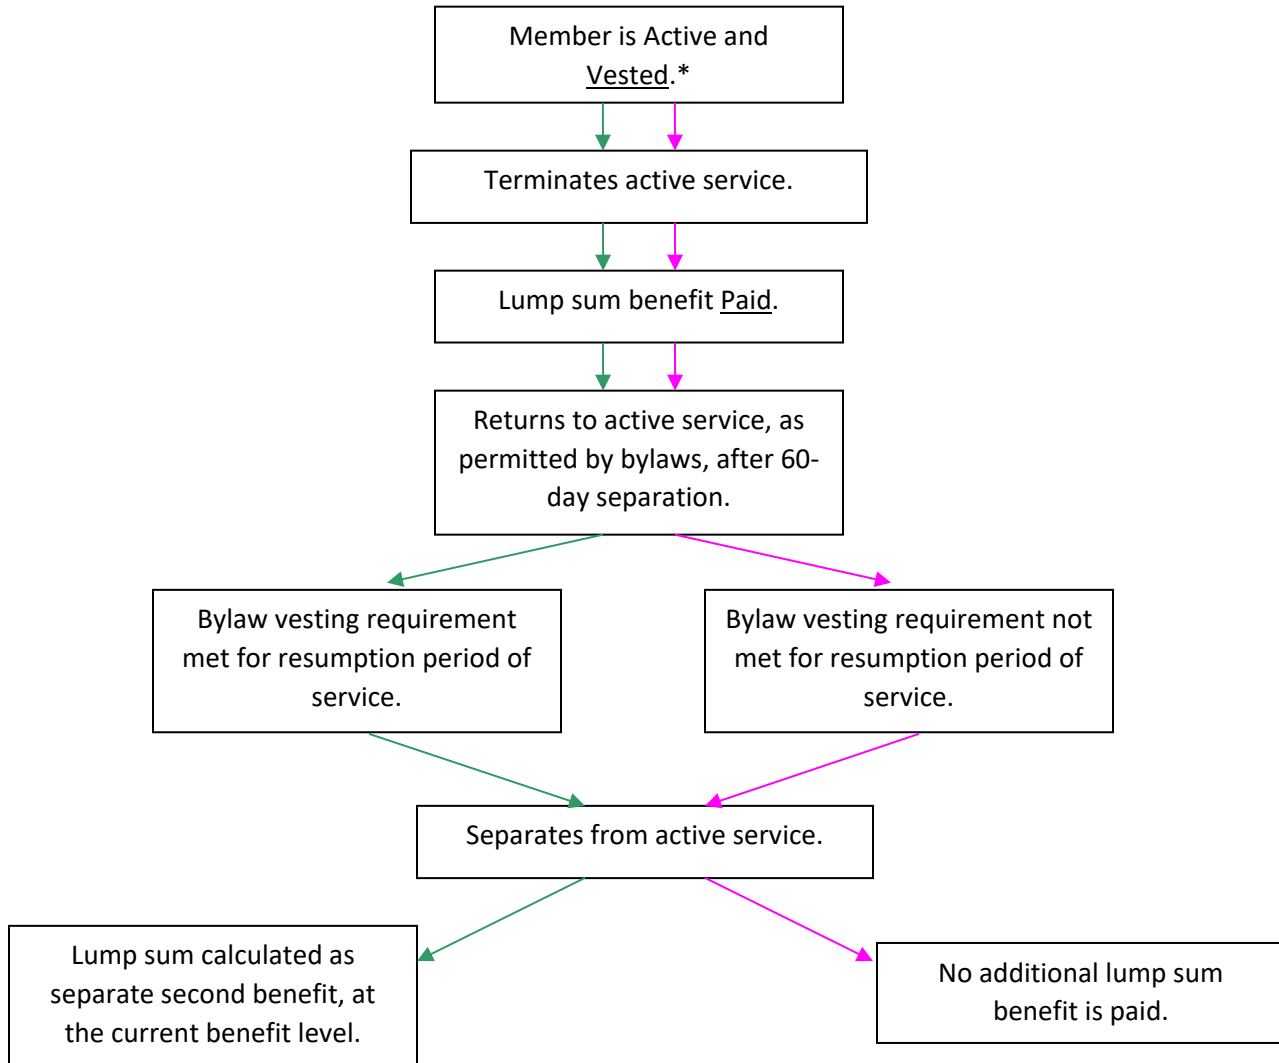 Member is Active and
Vested.*
Terminates active service.
Lump sum benefit Paid.
Returns to active service, as
permitted by bylaws, after 60-
day separation.
Bylaw vesting requirement
met for resumption period of
service.
Bylaw vesting requirement not
met for resumption period of
service.
Separates from active service.
Lump sum calculated as
separate second benefit, at
the current benefit level.
No additional lump sum
benefit is paid.